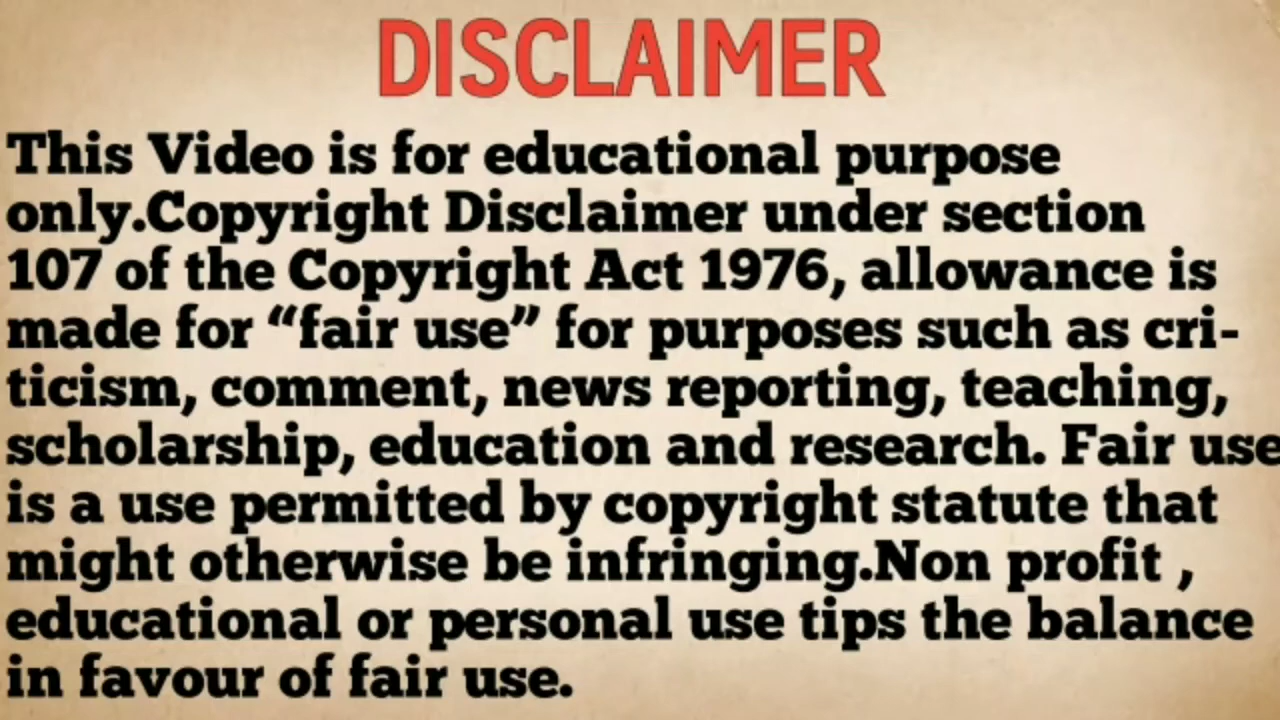 DISCLAIMER
This Video is for educational purpose
only.Copyright Disclaimer under section
107 of the Copyright Act 1976, allowance is
made for “fair use” for purposes such as cri-
ticism, comment, news reporting, teaching,
scholarship, education and research. Fair use
is a use permitted by copyright statute that
might otherwise be infringing.Non profit ,
educational or personal use tips the balance
in favour of fair use.